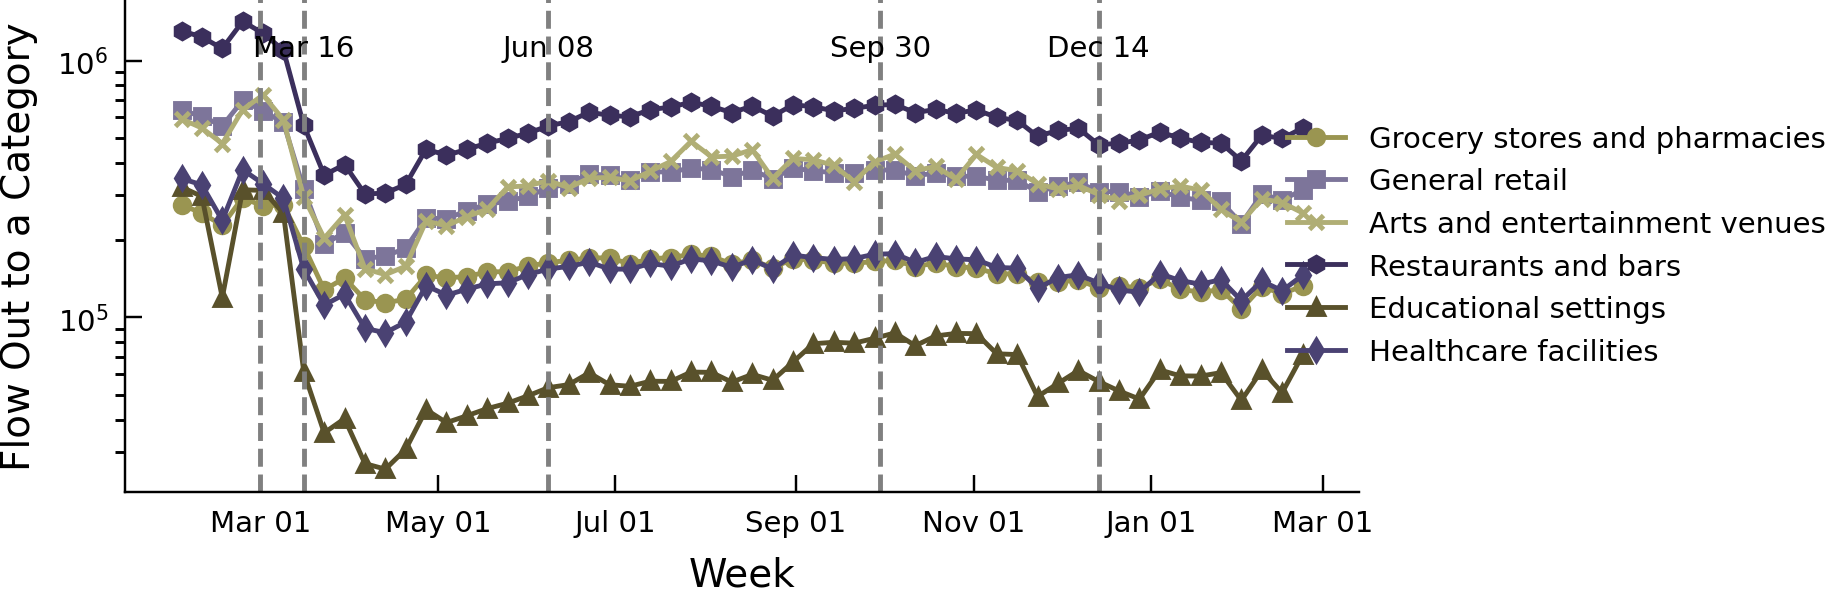 Flow Out to a Category
10^6
10^5
Mar 16
Jun 08
Sep 30
Dec 14
Grocery stores and pharmacies
General retail
Arts and entertainment venues
Restaurants and bars
Educational settings
Healthcare facilities
Mar 01
May 01
Jul 01
Sep 01
Nov 01
Jan 01
Mar 01
Week